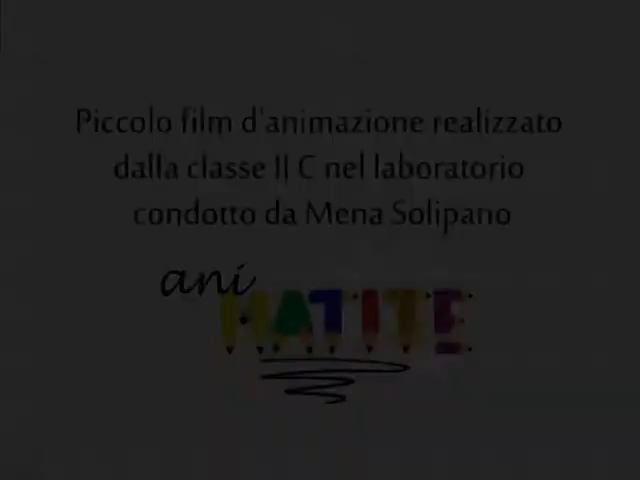 Piccolo film d'animazione realizzato
dalla classe II C nel laboratorio
condotto da Mena Solipano
ani
MATITE